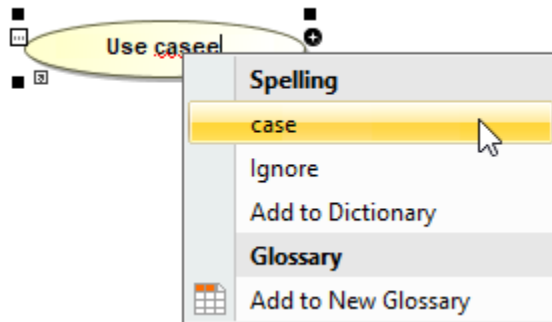 Use casee
Spelling
case
Ignore
Add to Dictionary
Glossary
Add to New Glossary